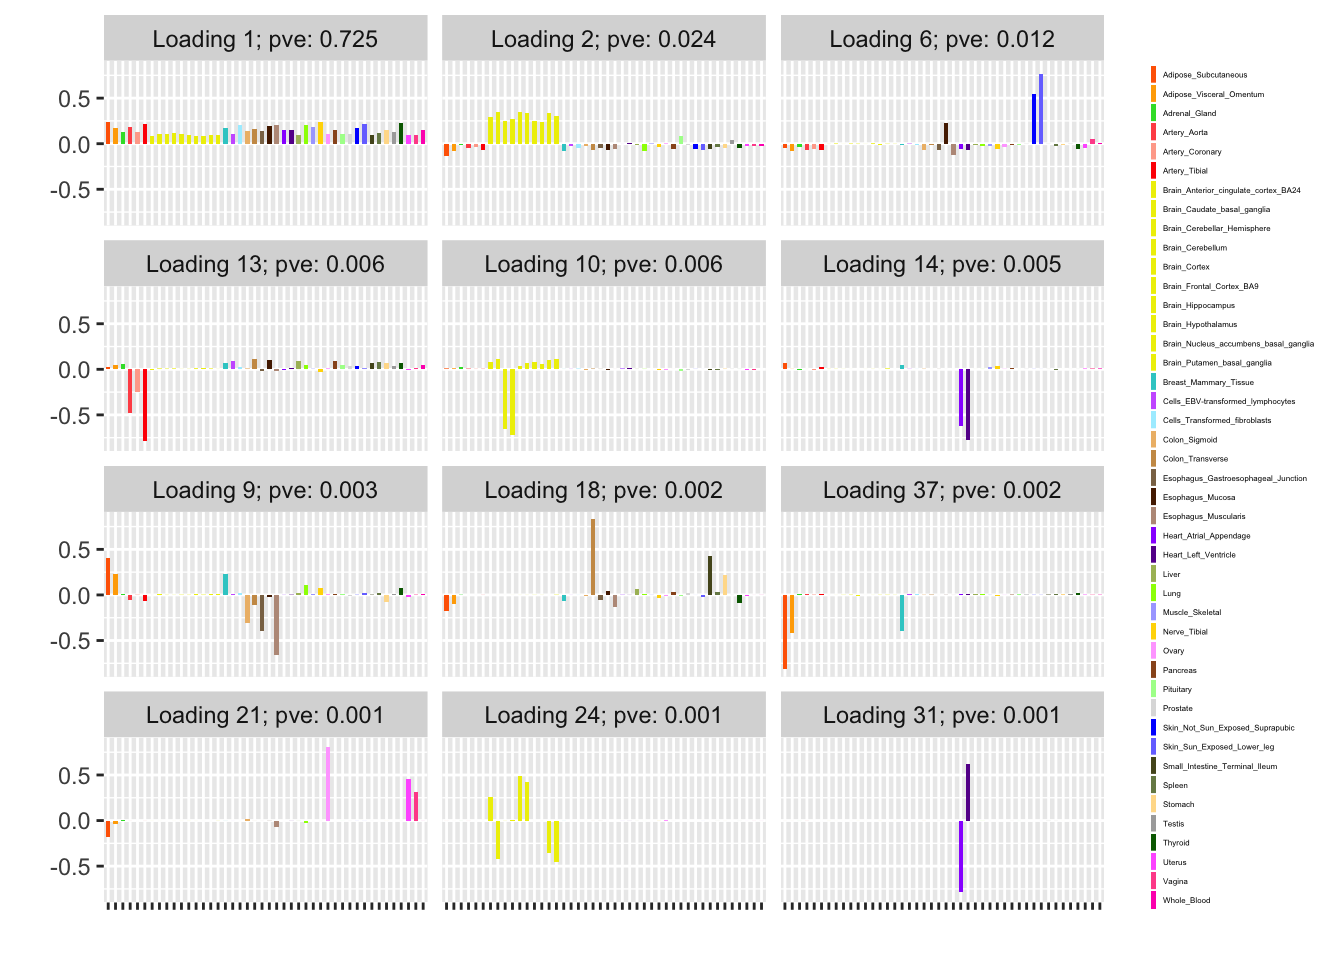 Loading 1; pve: 0.725
Loading 2; pve: 0.024
Loading 6; pve: 0.012
0.5
0.0
-0.5
Loading 13; pve: 0.006
Loading 10; pve: 0.006
Loading 14; pve: 0.005
0.5
0.0
-0.5
Loading 9; pve: 0.003
Loading 18; pve: 0.002
Loading 37; pve: 0.002
0.5
0.0
-0.5
Loading 21; pve: 0.001
Loading 24; pve: 0.001
Loading 31; pve: 0.001
0.5
0.0
-0.5
Adipose_Subcutaneous
Adipose_Visceral_Omentum
Adrenal_Gland
Artery_Aorta
Artery_Coronary
Artery_Tibial
Brain_Anterior_cingulate_cortex_BA24
Brain_Caudate_basal_ganglia
Brain_Cerebellar_Hemisphere
Brain_Cerebellum
Brain_Cortex
Brain_Frontal_Cortex_BA9
Brain_Hippocampus
Brain_Hypothalamus
Brain_Nucleus_accumbens_basal_ganglia
Brain_Putamen_basal_ganglia
Breast_Mammary_Tissue
Cells_EBV-transformed_lymphocytes
Cells_Transformed_fibroblasts
Colon_Sigmoid
Colon_Transverse
Esophagus_Gastroesophageal_Junction
Esophagus_Mucosa
Esophagus_Muscularis
Heart_Atrial_Appendage
Heart_Left_Ventricle
Liver
Lung
Muscle_Skeletal
Nerve_Tibial
Ovary
Pancreas
Pituitary
Prostate
Skin_Not_Sun_Exposed_Suprapubic
Skin_Sun_Exposed_Lower_leg
Small_Intestine_Terminal_Ileum
Spleen
Stomach
Testis
Thyroid
Uterus
Vagina
Whole_Blood